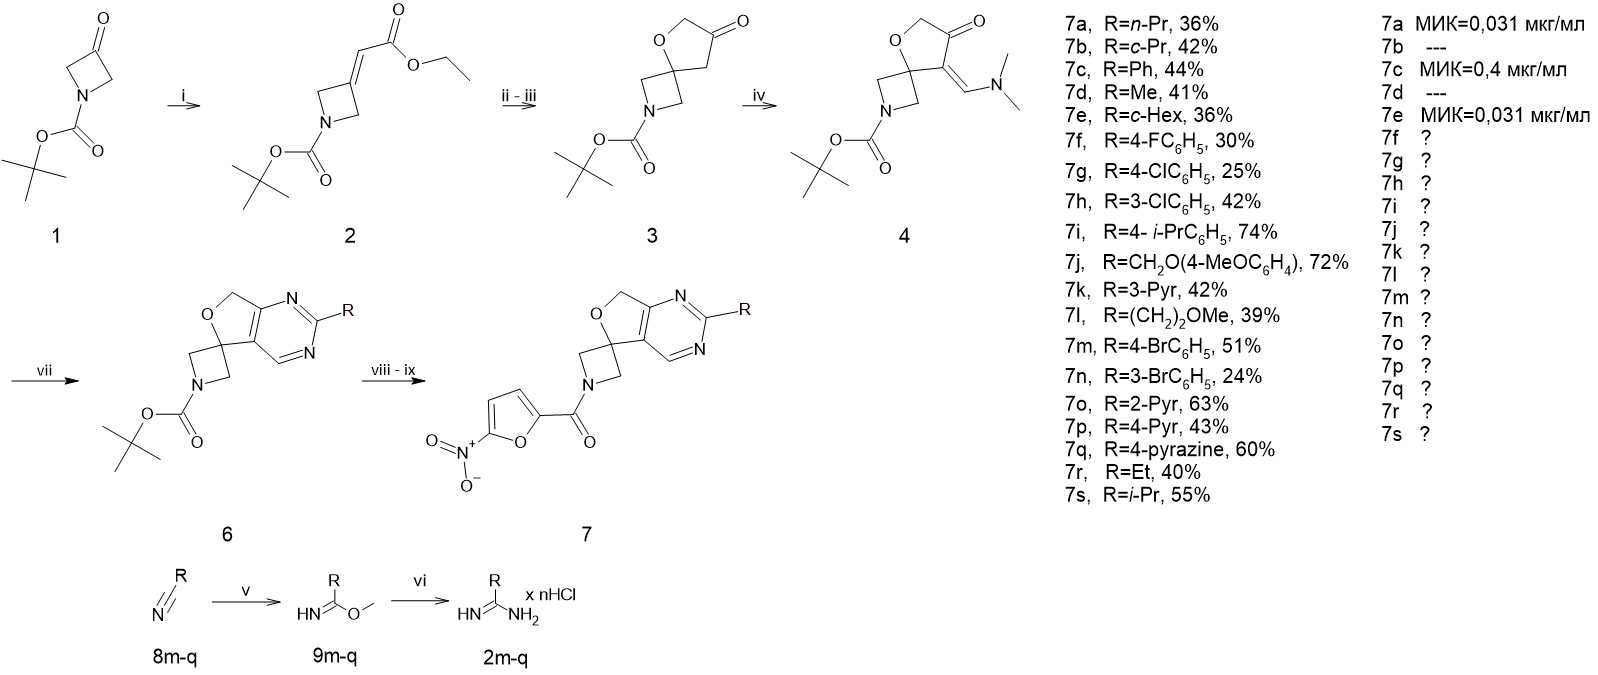 O
N
O
O
1
i
O
O
N
O
O
2
ii - iii
O
O
N
O
O
3
iv
O
O
N
N
O
O
4
vii
N
R
O
N
N
O
O
6
viii - ix
N
R
O
N
N
O
O
O
N+
O−
7
R
N
8m-q
v
R
HN
O
9m-q
vi
R
HN
NH₂
x nHCl
2m-q
7a, R=n-Pr, 36%
7b, R=c-Pr, 42%
7c, R=Ph, 44%
7d, R=Me, 41%
7e, R=c-Hex, 36%
7f, R=4-FC₆H₅, 30%
7g, R=4-ClC₆H₅, 25%
7h, R=3-ClC₆H₅, 42%
7i, R=4- i-PrC₆H₅, 74%
7j, R=CH₂O(4-MeOC₆H₄), 72%
7k, R=3-Pyr, 42%
7l, R=(CH₂)₂OMe, 39%
7m, R=4-BrC₆H₅, 51%
7n, R=3-BrC₆H₅, 24%
7o, R=2-Pyr, 63%
7p, R=4-Pyr, 43%
7q, R=4-pyrazine, 60%
7r, R=Et, 40%
7s, R=i-Pr, 55%
7a МИК=0,031 мкг/мл
7b ---
7c МИК=0,4 мкг/мл
7d ---
7e МИК=0,031 мкг/мл
7f ?
7g ?
7h ?
7i ?
7j ?
7k ?
7l ?
7m ?
7n ?
7o ?
7p ?
7q ?
7r ?
7s ?